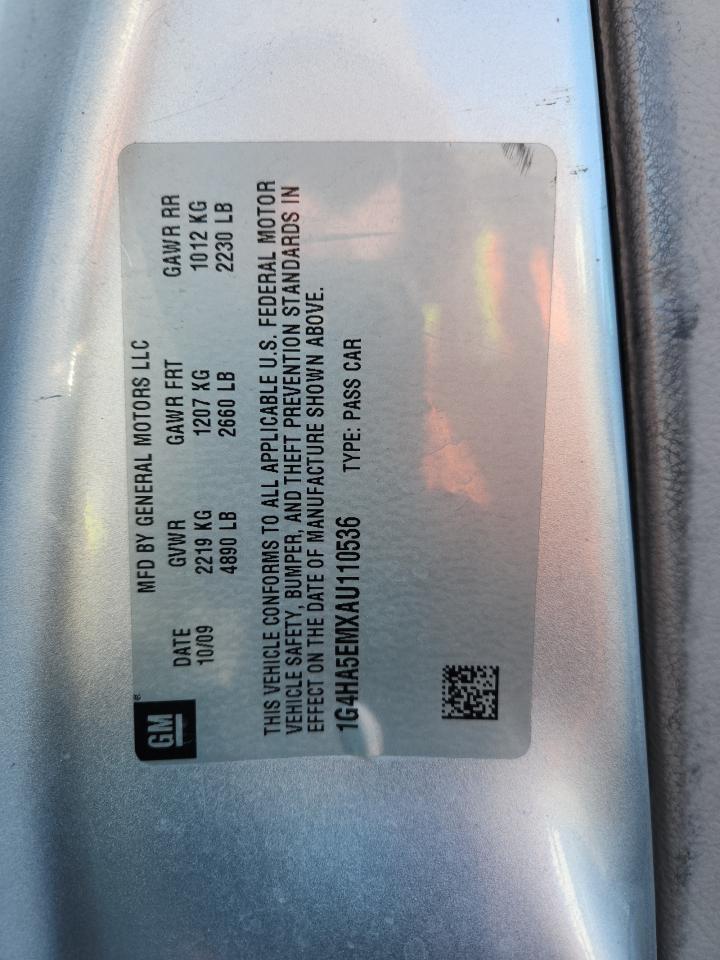 GM®
MFD BY GENERAL MOTORS LLC
DATE GVWR GAWR FRT GAWR RR
10/09 2219 KG 1207 KG 1012 KG
4890 LB 2660 LB 2230 LB
THIS VEHICLE CONFORMS TO ALL APPLICABLE U.S. FEDERAL MOTOR
VEHICLE SAFETY, BUMPER, AND THEFT PREVENTION STANDARDS IN
EFFECT ON THE DATE OF MANUFACTURE SHOWN ABOVE.
1G4HA5EMXAU110536 TYPE: PASS CAR